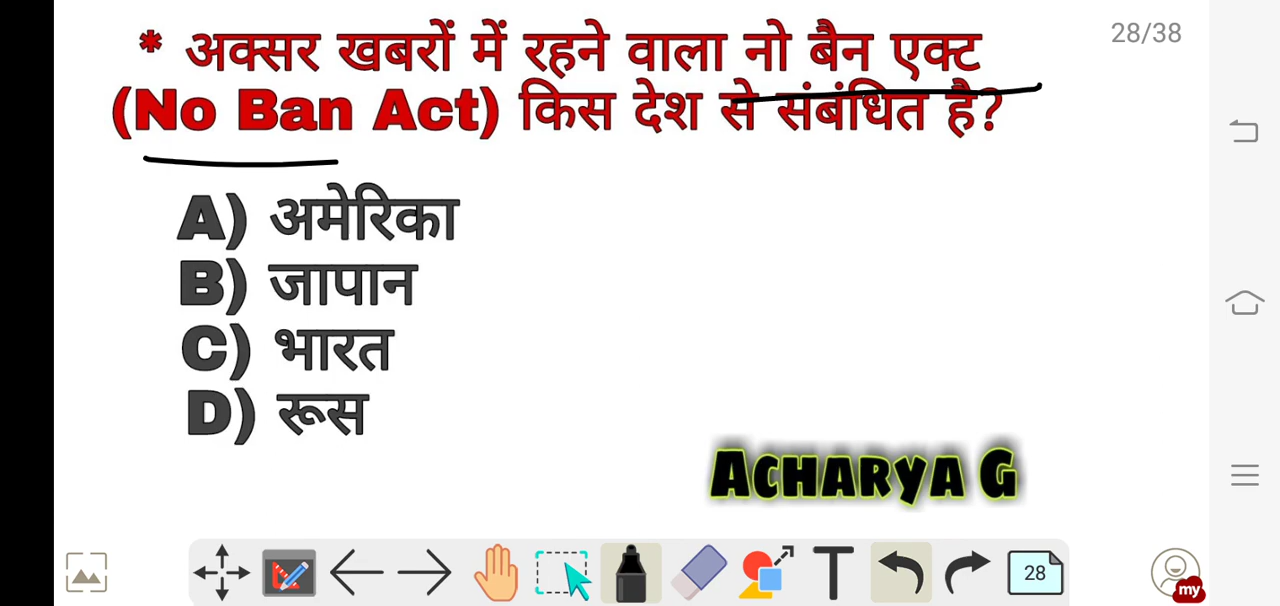 28/38
* अक्सर खबरों में रहने वाला नो बैन एक्ट
(No Ban Act) किस देश से संबंधित है?
A) अमेरिका
B) जापान
C) भारत
D) रूस
ACHARYA G
T
28
my